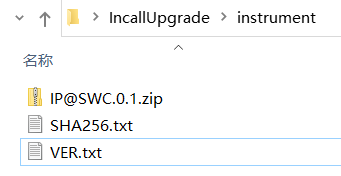 IncallUpgrade > instrument
名称
IP@SWC.0.1.zip
SHA256.txt
VER.txt